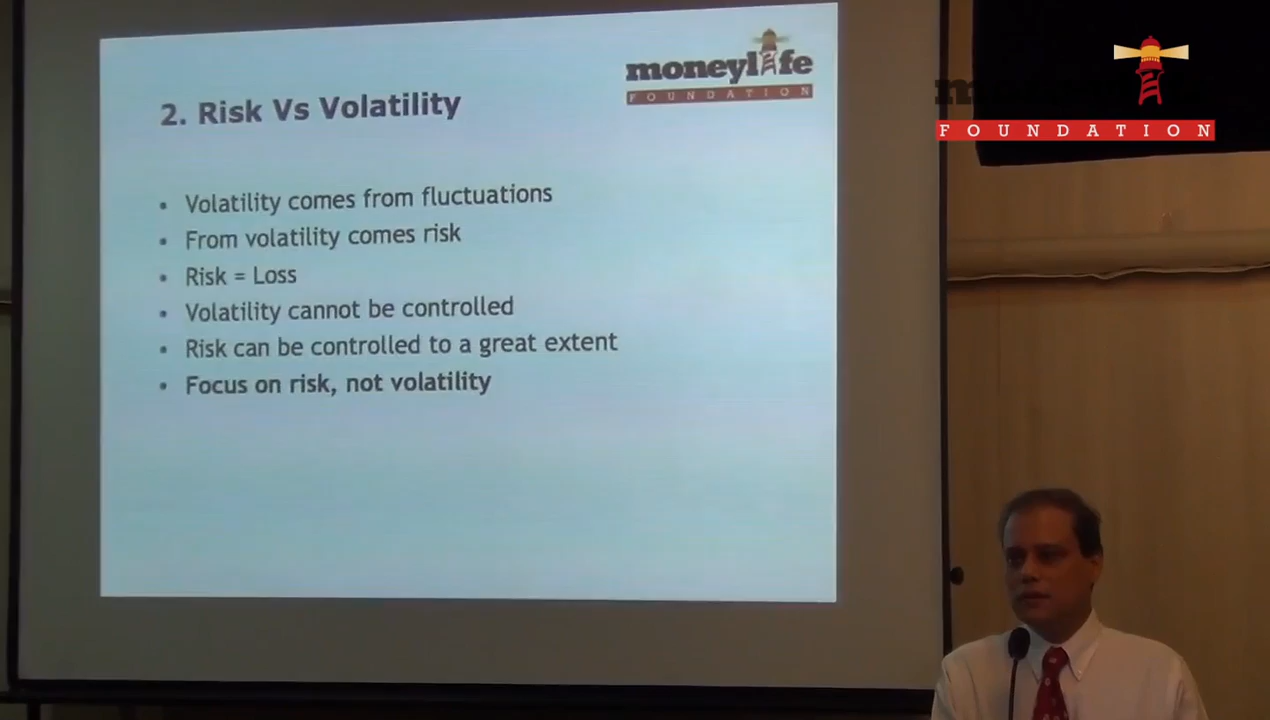 moneylife
FOUNDATION
2. Risk Vs Volatility
• Volatility comes from fluctuations
• From volatility comes risk
• Risk = Loss
• Volatility cannot be controlled
• Risk can be controlled to a great extent
• Focus on risk, not volatility
moneylife
FOUNDATION